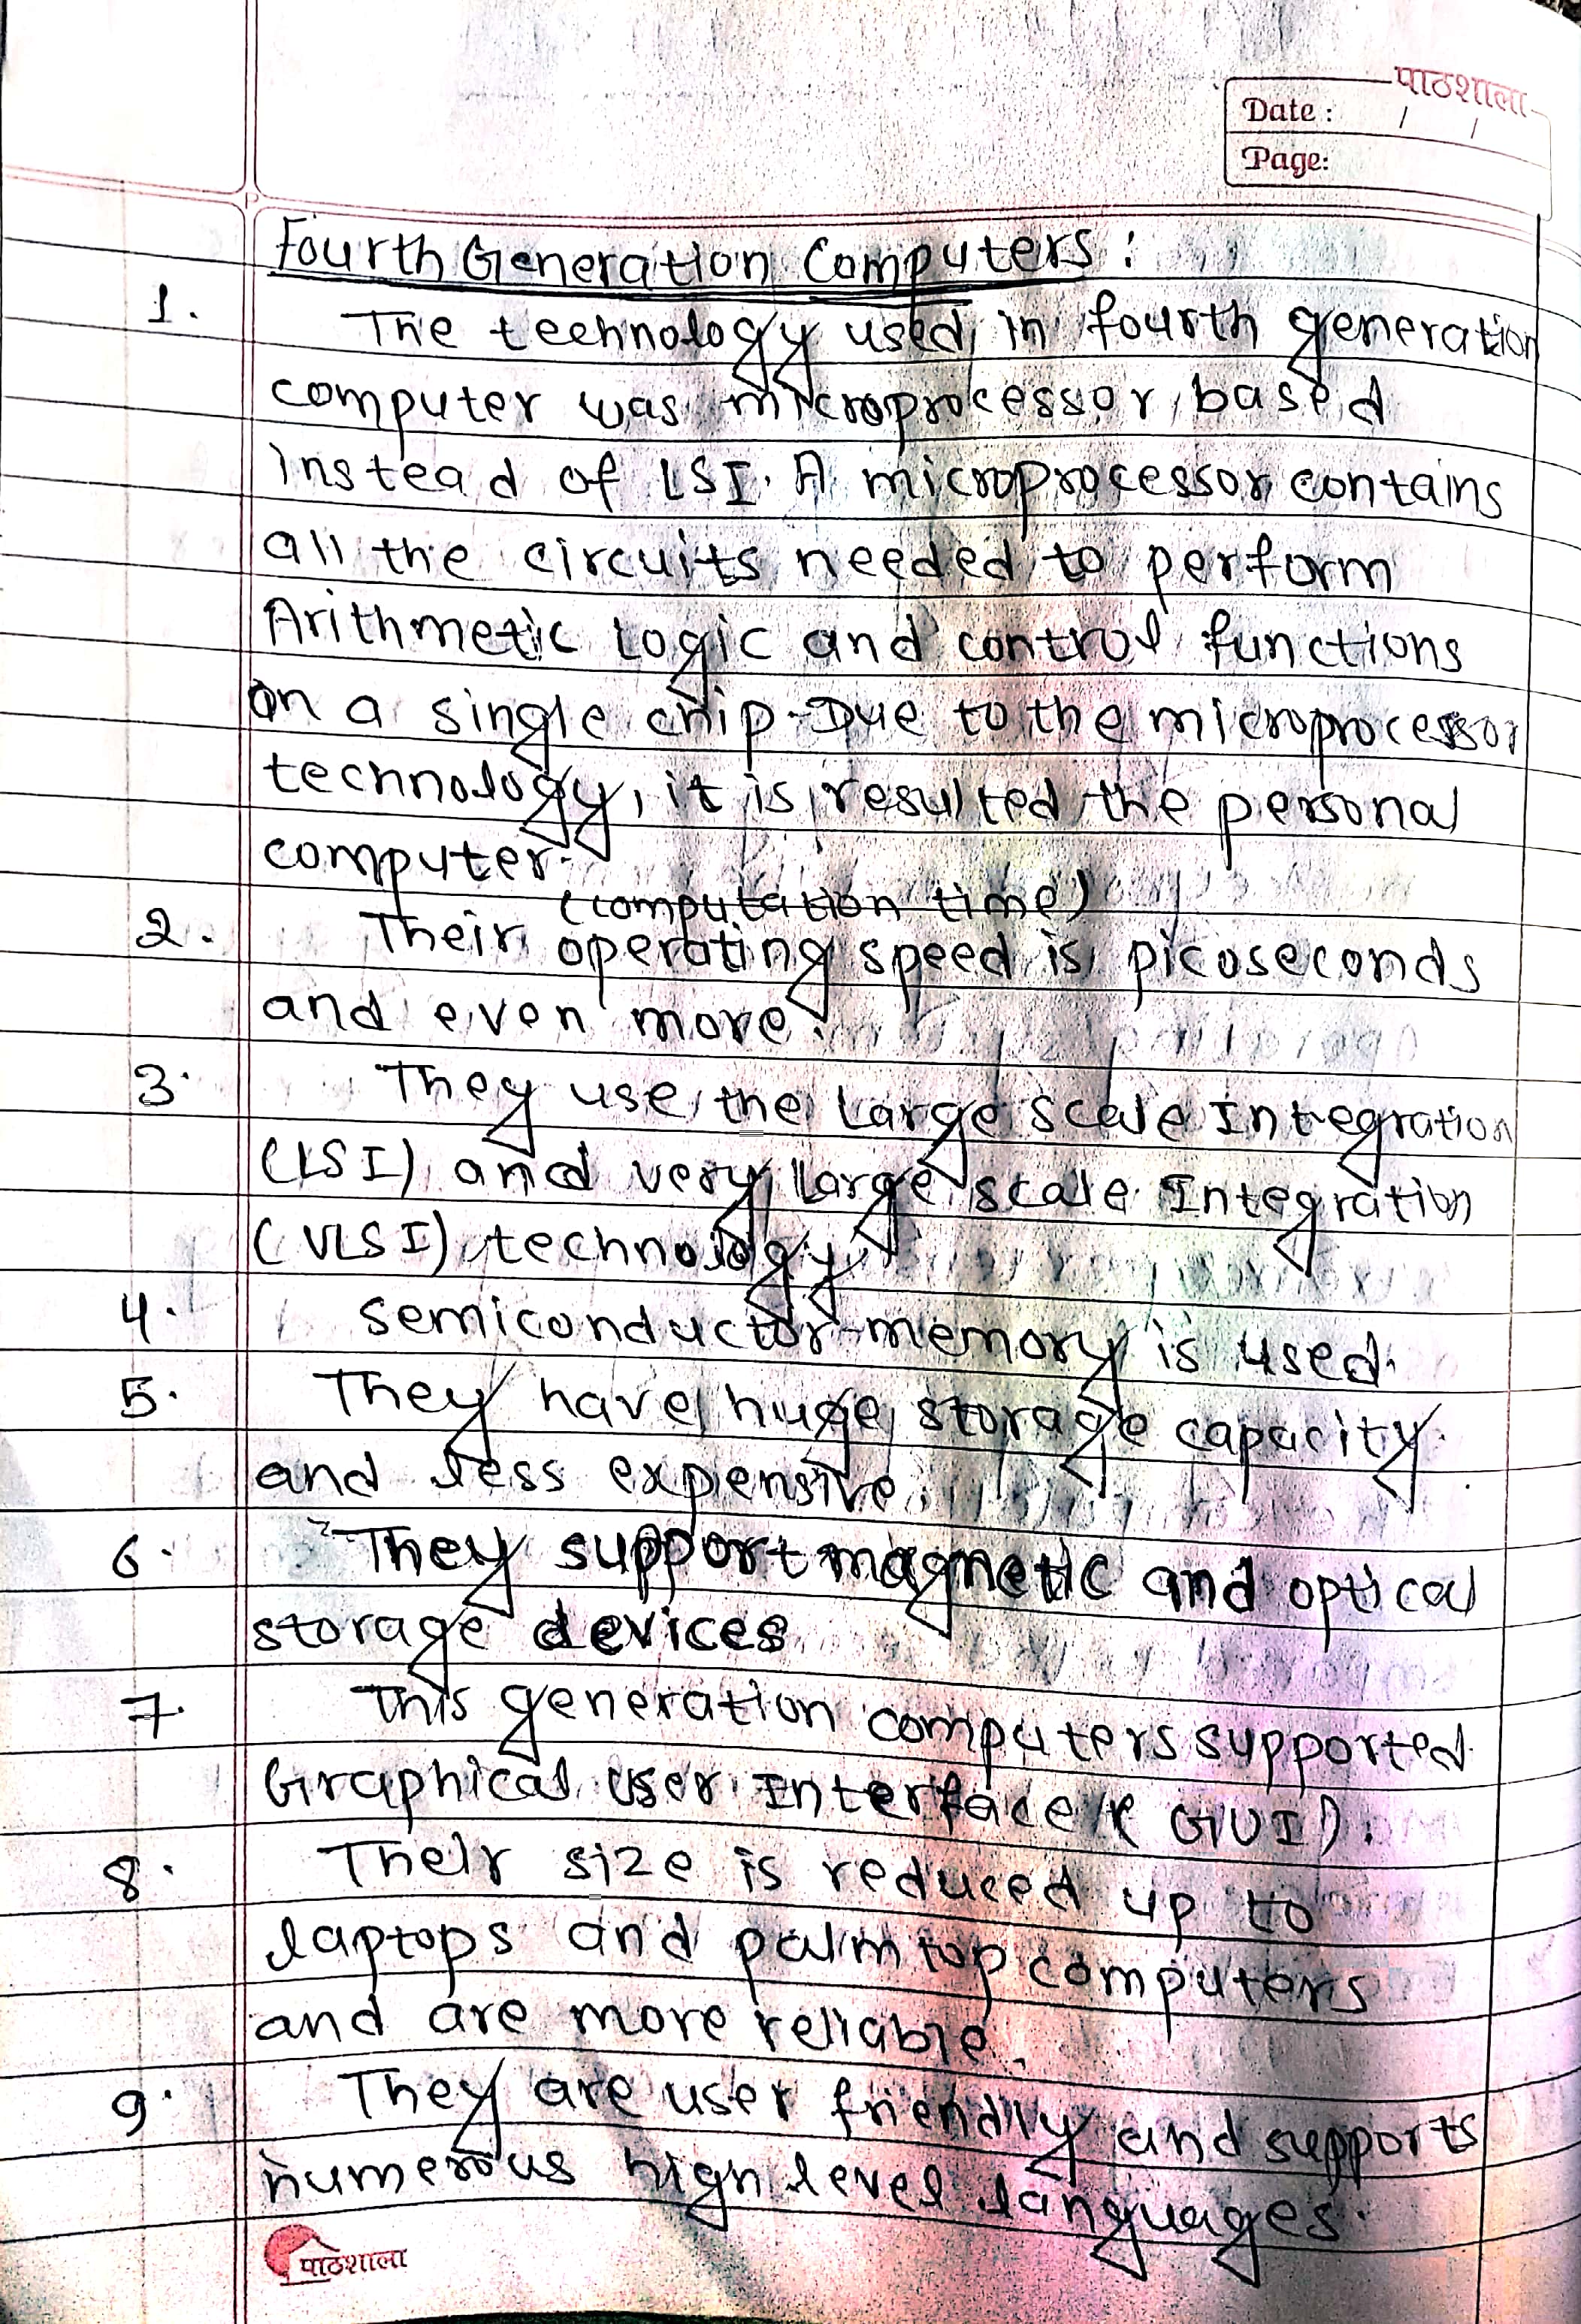 पाठशाला
Date : / /
Page:
Fourth Generation Computers :
1. The technology used in fourth generation
computer was microprocessor based
instead of LSI. A microprocessor contains
all the circuits needed to perform
Arithmetic Logic and control functions
on a single chip. Due to the microprocessor
technology, it is resulted the personal
computer.
(computation time)
2. Their operating speed is picoseconds
and even more.
3. They use the Large Scale Integration
(LSI) and very large scale Integration
(VLSI) technology
4. Semiconductor memory is used.
5. They have huge storage capacity
and less expensive.
6. They support magnetic and optical
storage devices
7. This generation computers supported
Graphical user Interface ( GUI).
8. Their size is reduced up to
laptops and palm top computers
and are more reliable.
9. They are user friendly and supports
numerous high level languages.
पाठशाला